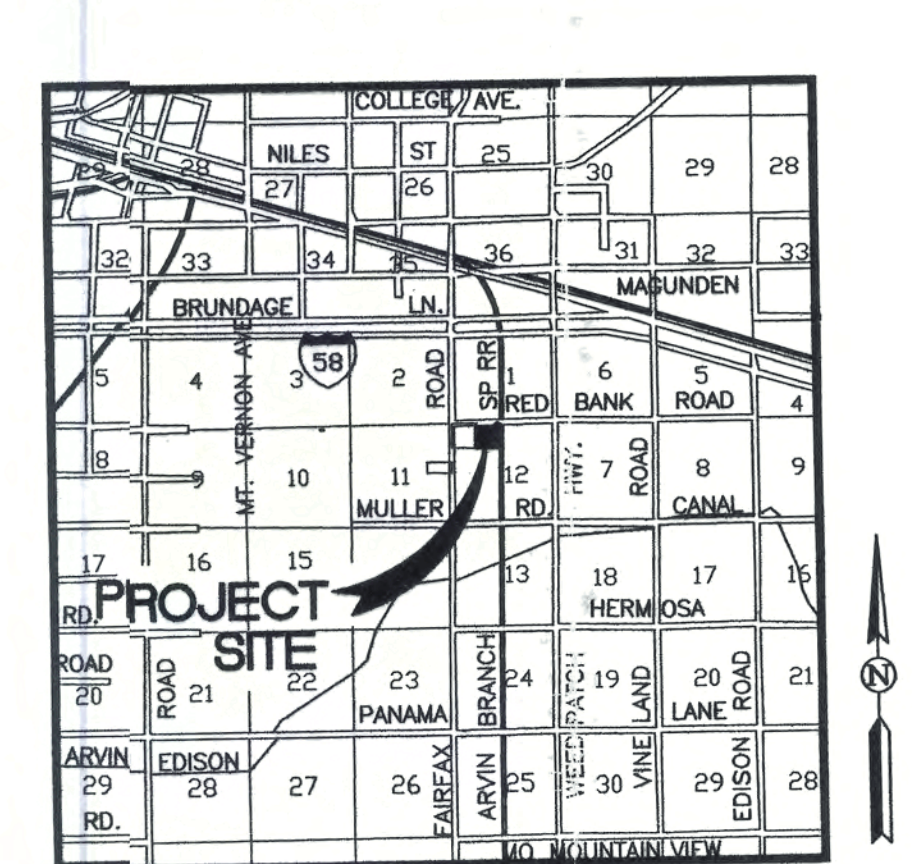 COLLEGE AVE.
NILES ST 25
29 28 27 26 30 29 28
32 33 34 35 36 31 32 33
MAGUNDEN
BRUNDAGE LN.
58
5 4 3 2 1 6 5 4
RED BANK ROAD
MT. VERNON AVE
ROAD
SP RR
8 9 10 11 12 7 8 9
HWY.
ROAD
MULLER RD. CANAL
17 16 15 13 18 17 16
PROJECT
SITE
RD. HERMOSA
ROAD
20 21 22 23 24 19 20 21
ROAD
PANAMA LANE
BRANCH
WEEDPATCH
LAND
ROAD
ARVIN EDISON
29 28 27 26 25 30 29 28
RD.
FAIRFAX
ARVIN
VINE
EDISON
MOUNTAIN VIEW
N